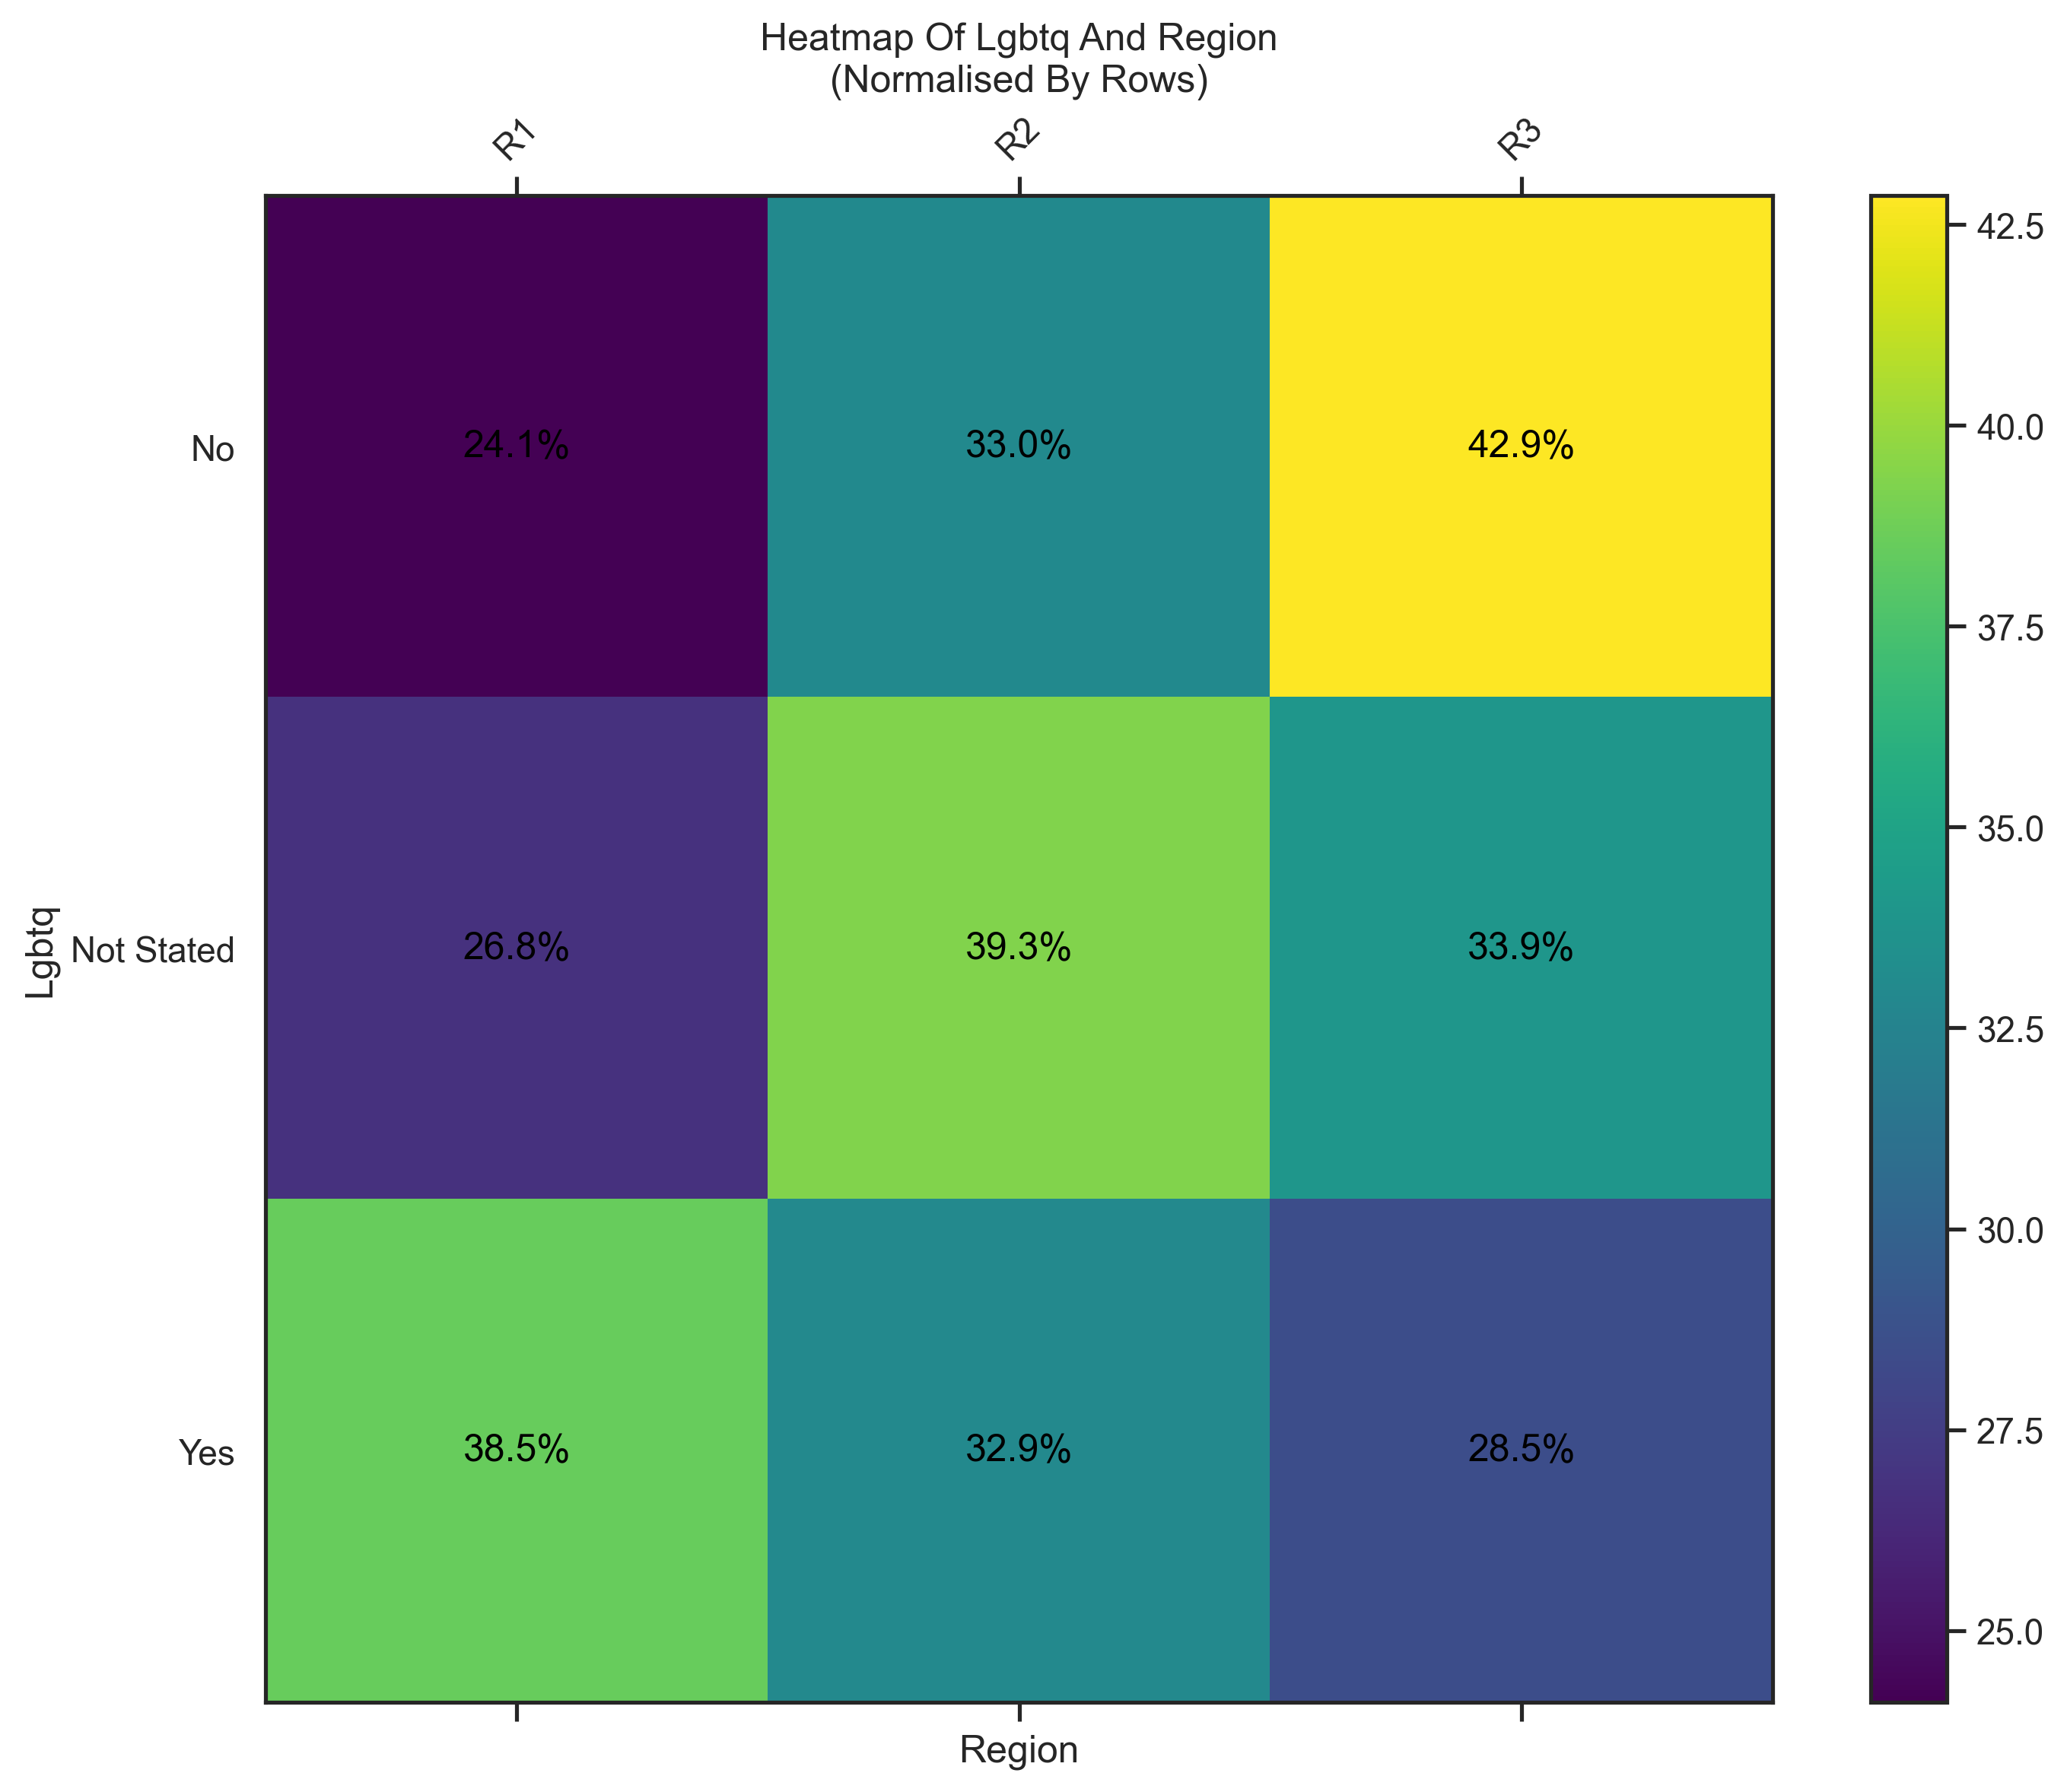 Heatmap Of Lgbtq And Region
(Normalised By Rows)
R1
R2
R3
42.5
40.0
37.5
35.0
32.5
30.0
27.5
25.0
Lgbtq
No
24.1%
33.0%
42.9%
Not Stated
26.8%
39.3%
33.9%
Yes
38.5%
32.9%
28.5%
Region